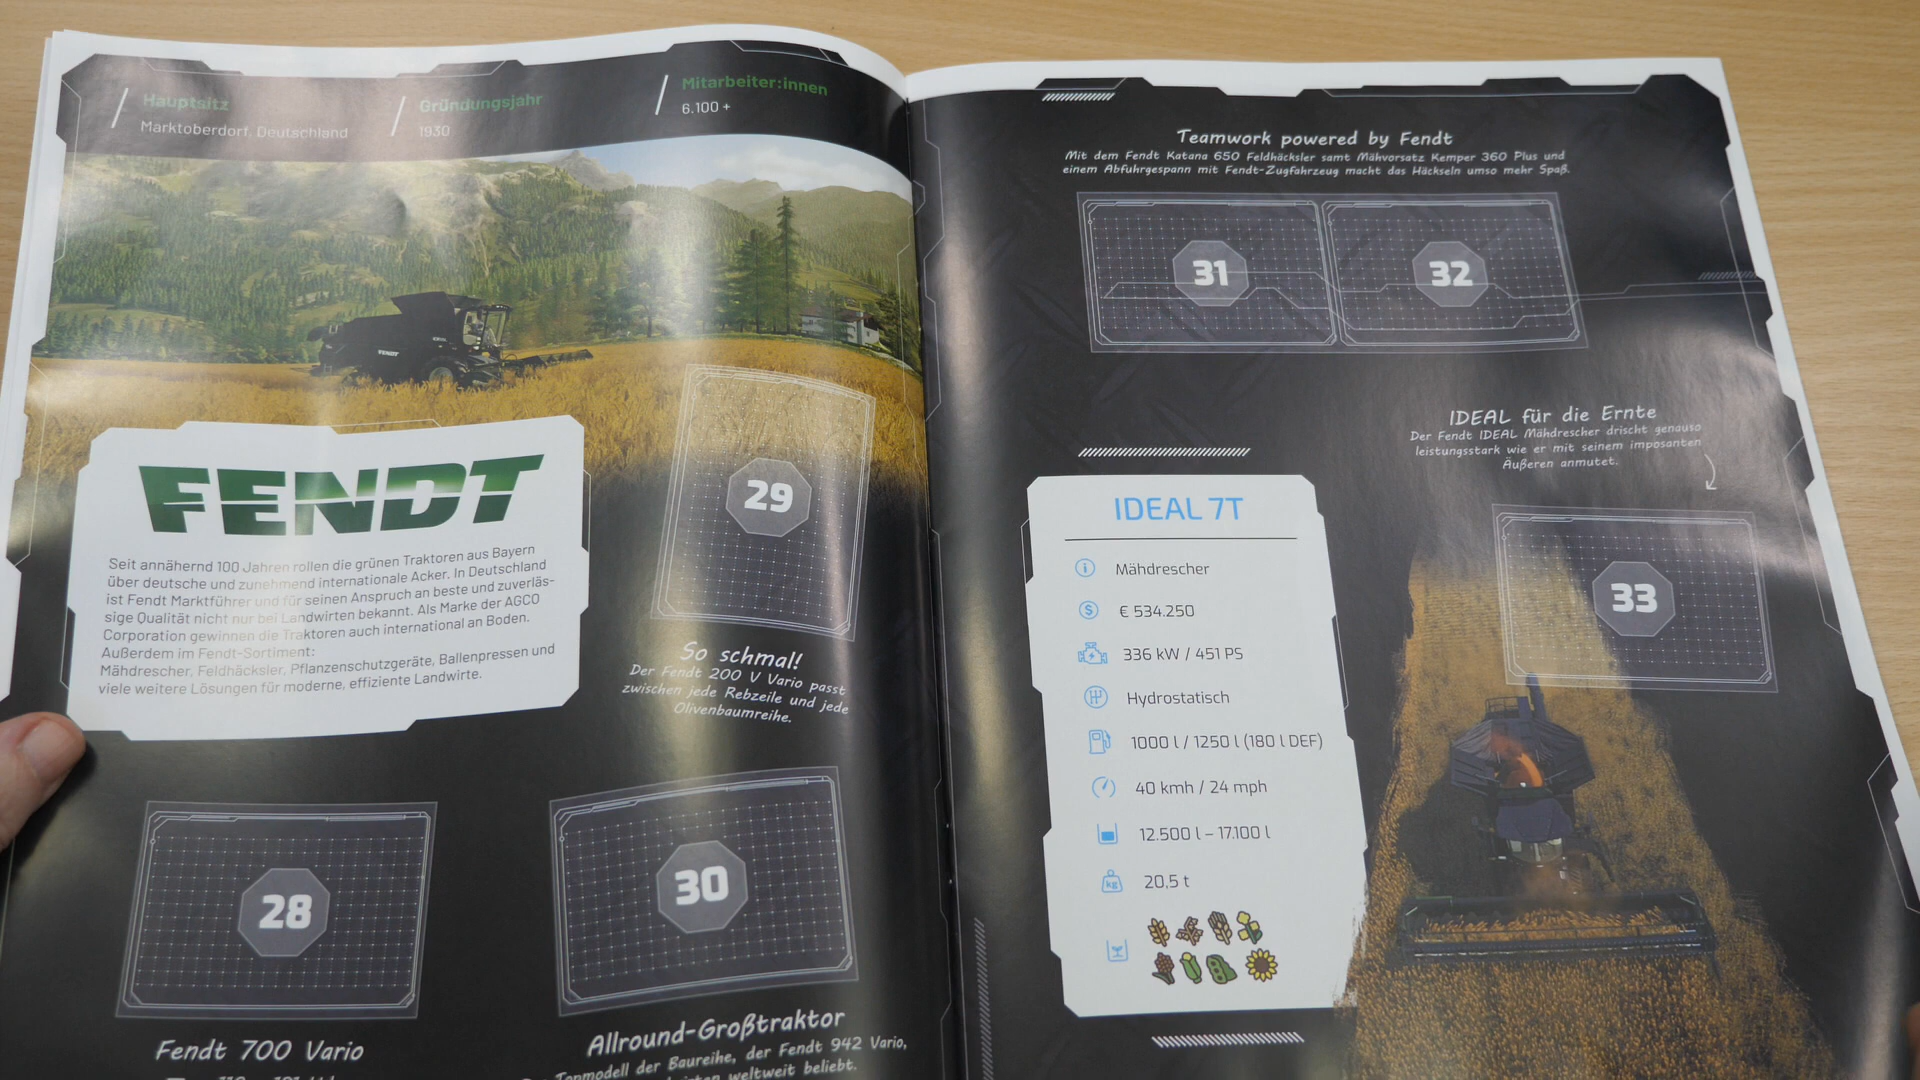 Hauptsitz
Marktoberdorf, Deutschland
Gründungsjahr
1930
Mitarbeiter:innen
6.100 +
FENDT
FENDT
Seit annähernd 100 Jahren rollen die grünen Traktoren aus Bayern
über deutsche und zunehmend internationale Acker. In Deutschland
ist Fendt Marktführer und für seinen Anspruch an beste und zuverläs-
sige Qualität nicht nur bei Landwirten bekannt. Als Marke der AGCO
Corporation gewinnen die Traktoren auch international an Boden.
Außerdem im Fendt-Sortiment:
Mähdrescher, Feldhäcksler, Pflanzenschutzgeräte, Ballenpressen und
viele weitere Lösungen für moderne, effiziente Landwirte.
29
So schmal!
Der Fendt 200 V Vario passt
zwischen jede Rebzeile und jede
Olivenbaumreihe.
28
Fendt 700 Vario
30
Allround-Großtraktor
Topmodell der Baureihe, der Fendt 942 Vario,
weltweit beliebt.
Teamwork powered by Fendt
Mit dem Fendt Katana 650 Feldhäcksler samt Mähvorsatz Kemper 360 Plus und
einem Abfuhrgespann mit Fendt-Zugfahrzeug macht das Häckseln umso mehr Spaß.
31
32
IDEAL für die Ernte
Der Fendt IDEAL Mähdrescher drischt genauso
leistungsstark wie er mit seinem imposanten
Äußeren anmutet.
33
IDEAL 7T
Mähdrescher
€ 534.250
336 kW / 451 PS
Hydrostatisch
1000 l / 1250 l (180 l DEF)
40 kmh / 24 mph
12.500 l – 17.100 l
kg
20,5 t